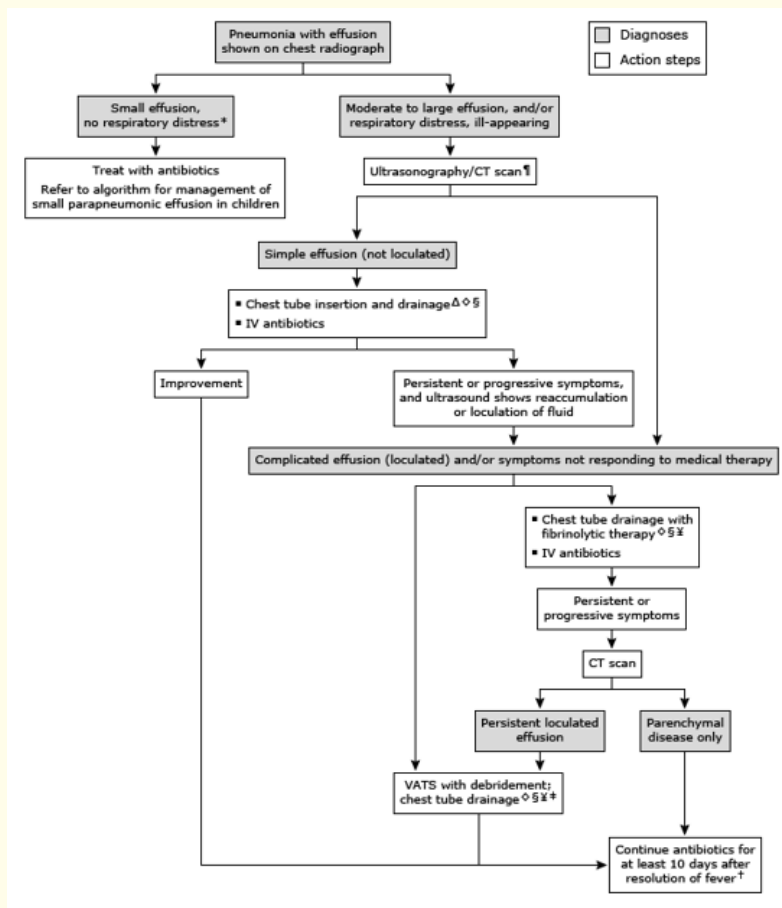 Pneumonia with effusion
shown on chest radiograph
Diagnoses
Action steps
Small effusion,
no respiratory distress*
Moderate to large effusion, and/or
respiratory distress, ill-appearing
Treat with antibiotics
Refer to algorithm for management of
small parapneumonic effusion in children
Ultrasonography/CT scan¶
Simple effusion (not loculated)
▪ Chest tube insertion and drainageΔ◇§
▪ IV antibiotics
Improvement
Persistent or progressive symptoms,
and ultrasound shows reaccumulation
or loculation of fluid
Complicated effusion (loculated) and/or symptoms not responding to medical therapy
▪ Chest tube drainage with
fibrinolytic therapy◇§¥
▪ IV antibiotics
Persistent or
progressive symptoms
CT scan
Persistent loculated
effusion
Parenchymal
disease only
VATS with debridement;
chest tube drainage◇§¥‡
Continue antibiotics for
at least 10 days after
resolution of fever†